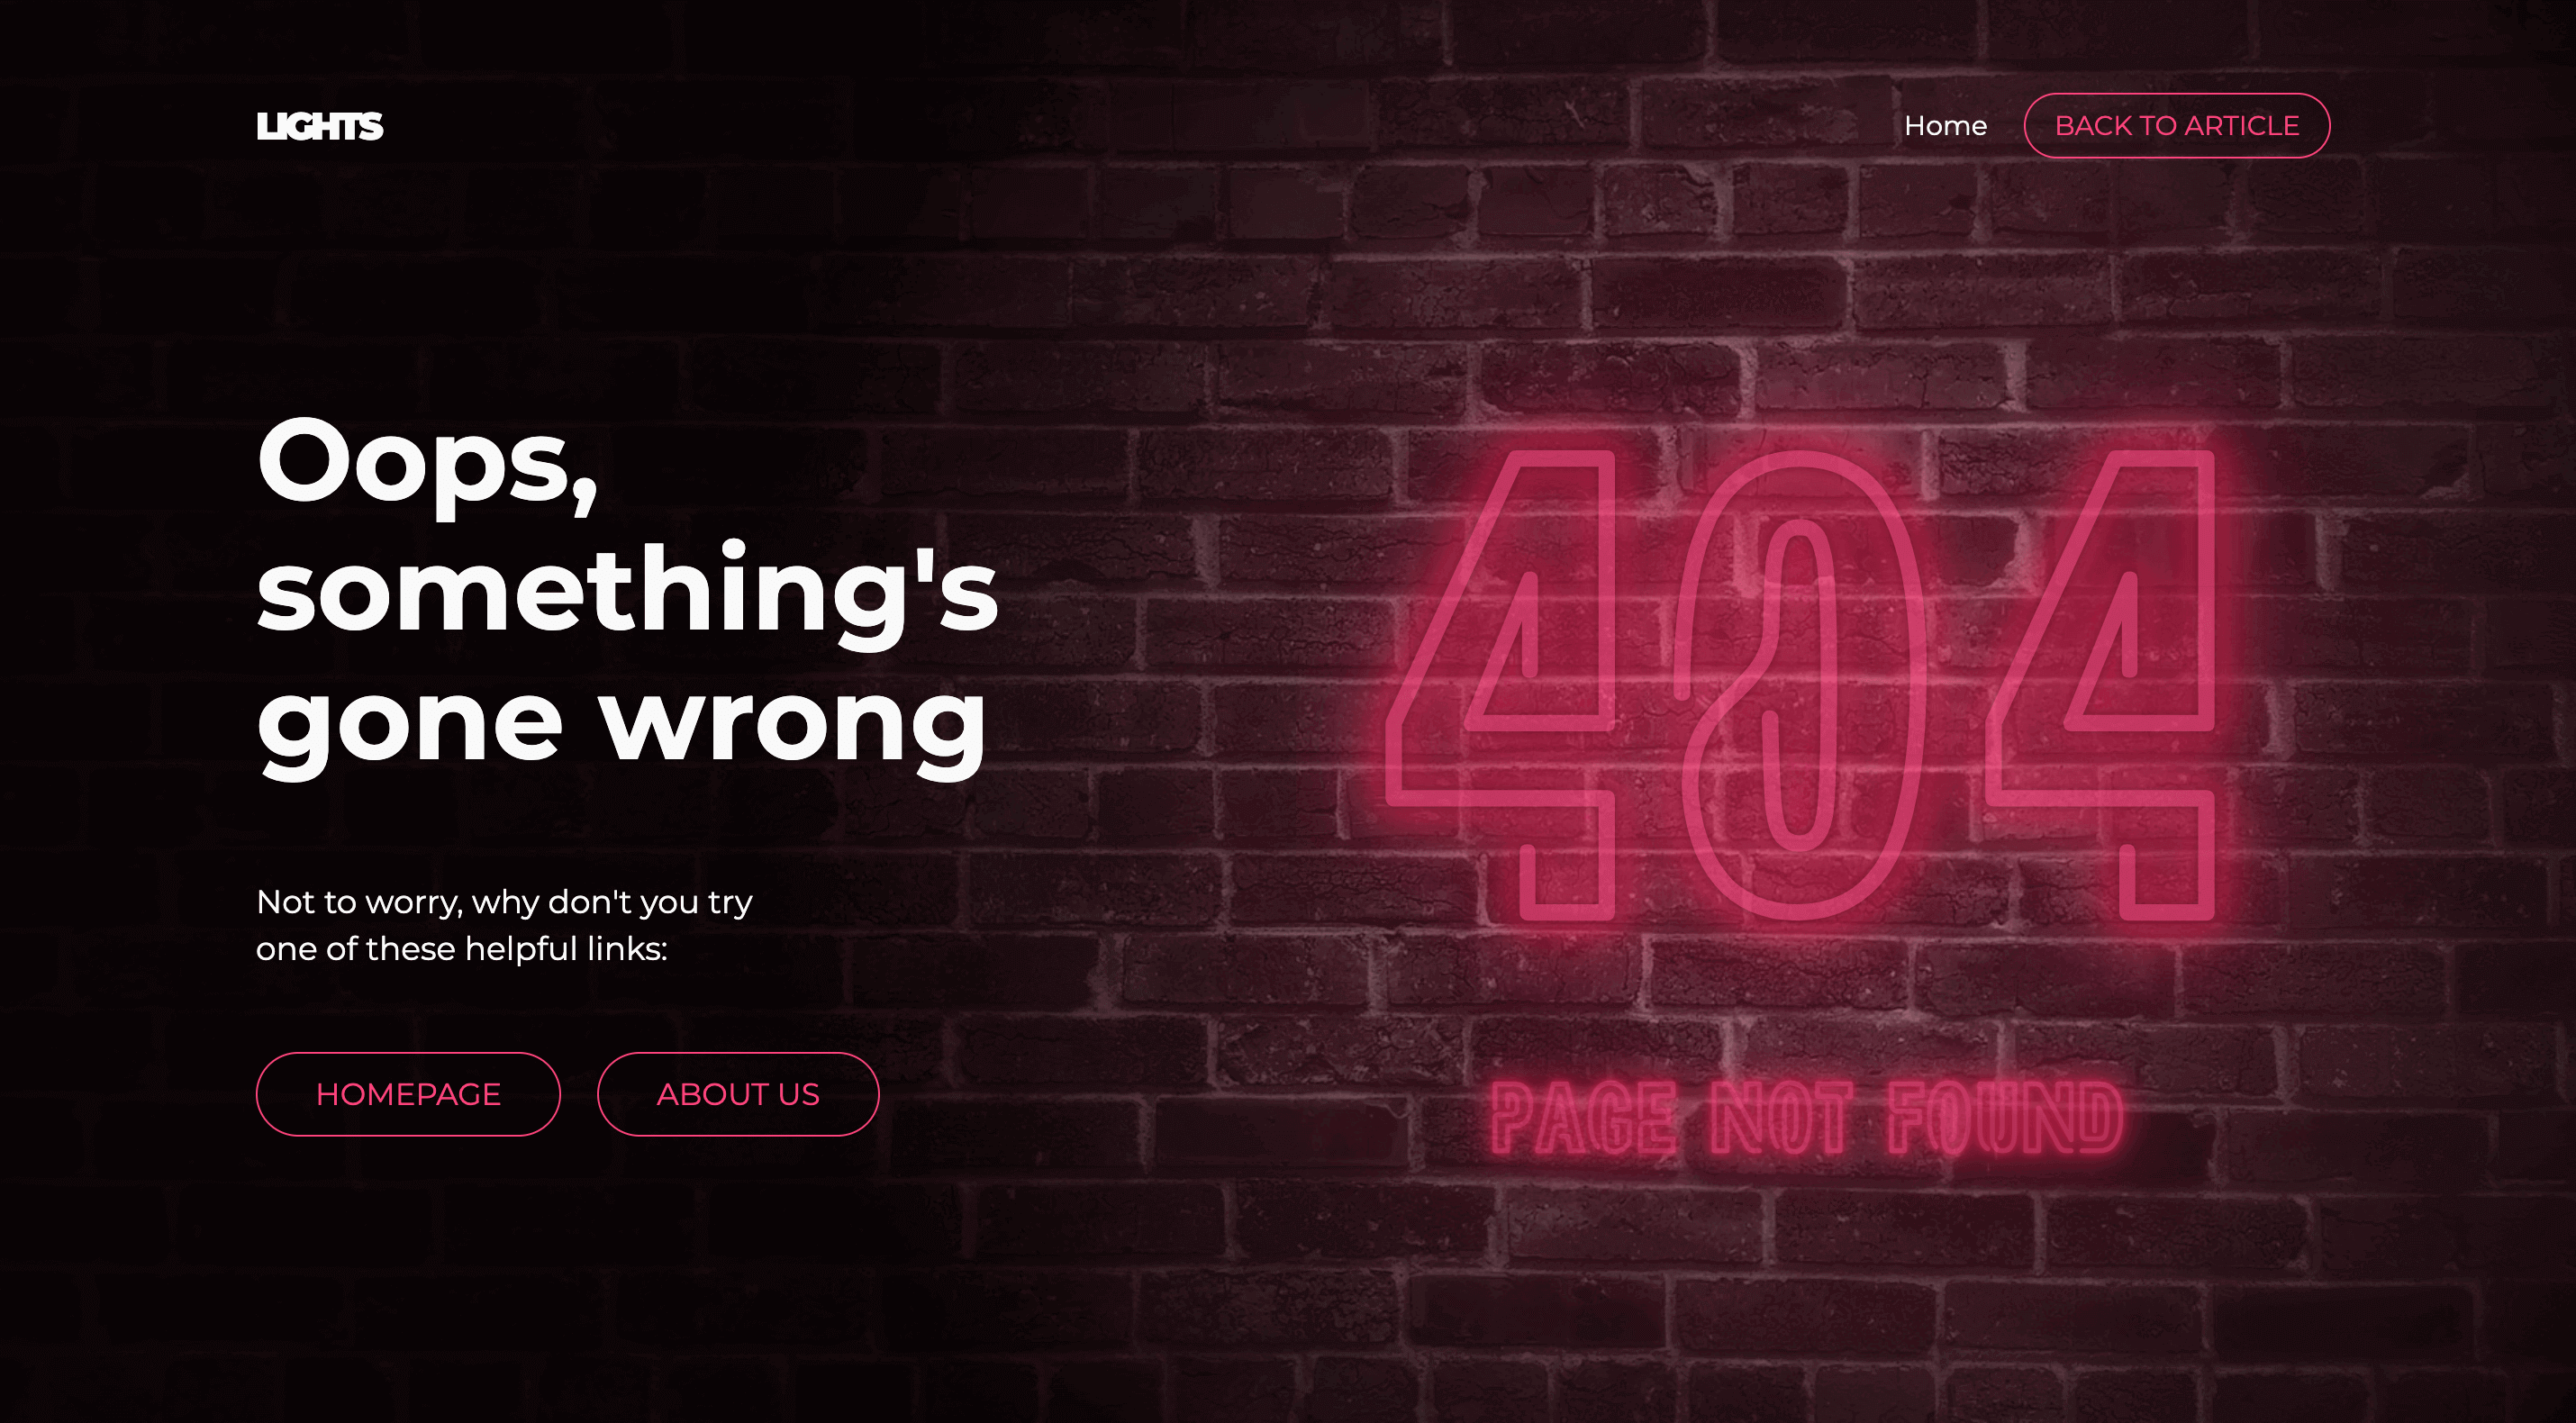 LIGHTS
Home
BACK TO ARTICLE
Oops,
something's
gone wrong
Not to worry, why don't you try
one of these helpful links:
HOMEPAGE
ABOUT US
404
PAGE NOT FOUND